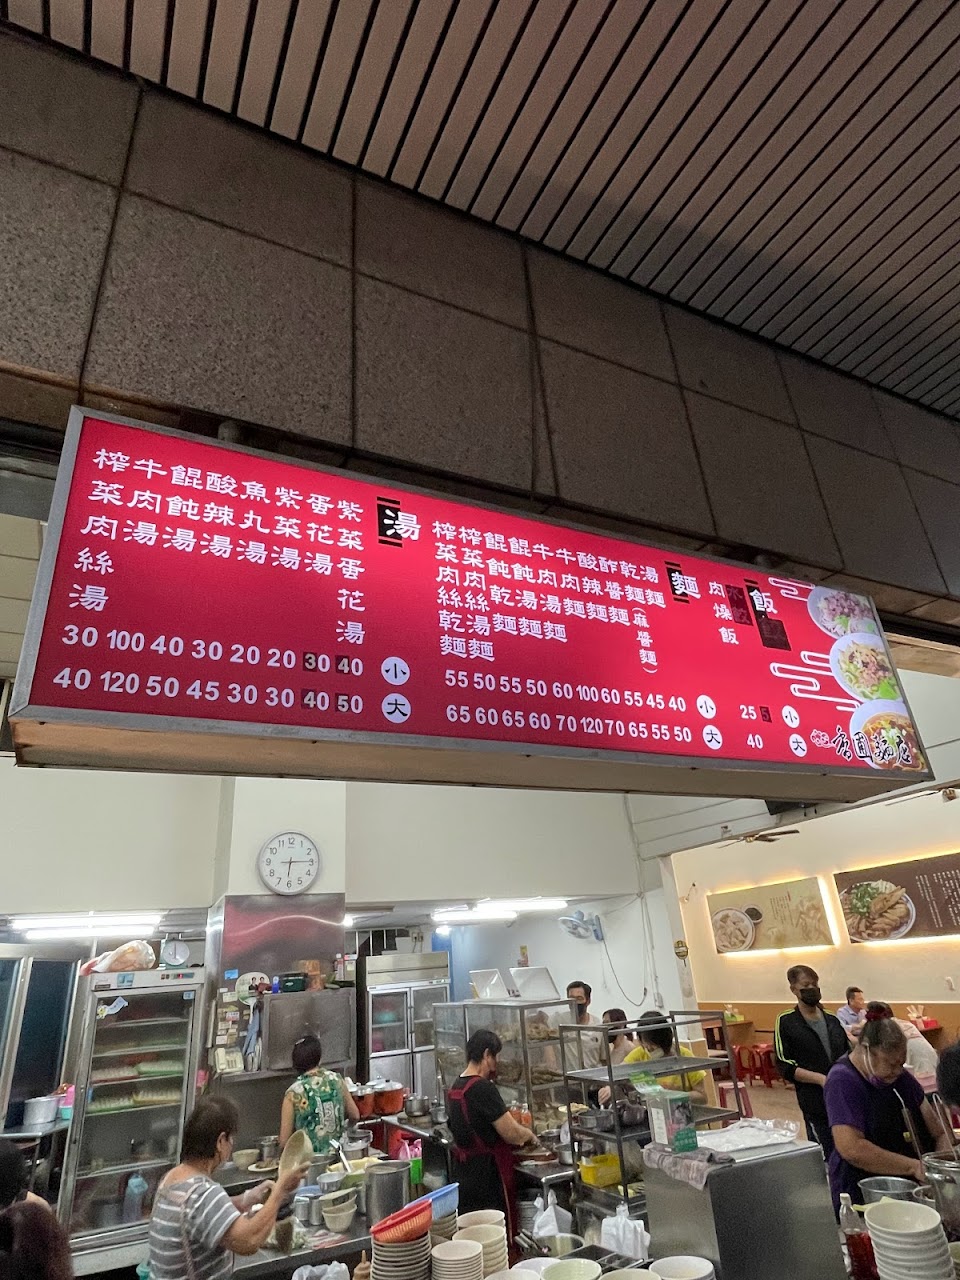 飯
小
大
水餃 5
肉燥飯 25 40
麵
小
大
湯麵 40 50
乾麵(麻醬麵) 45 55
酢醬麵 55 65
酸辣麵 60 70
牛肉麵 100 120
牛肉湯麵 60 70
餛飩湯麵 50 60
餛飩乾麵 55 65
榨菜肉絲湯麵 50 60
榨菜肉絲乾麵 55 65
湯
小
大
紫菜蛋花湯 40 50
蛋花湯 30 40
紫菜湯 20 30
魚丸湯 20 30
酸辣湯 30 45
餛飩湯 40 50
牛肉湯 100 120
榨菜肉絲湯 30 40